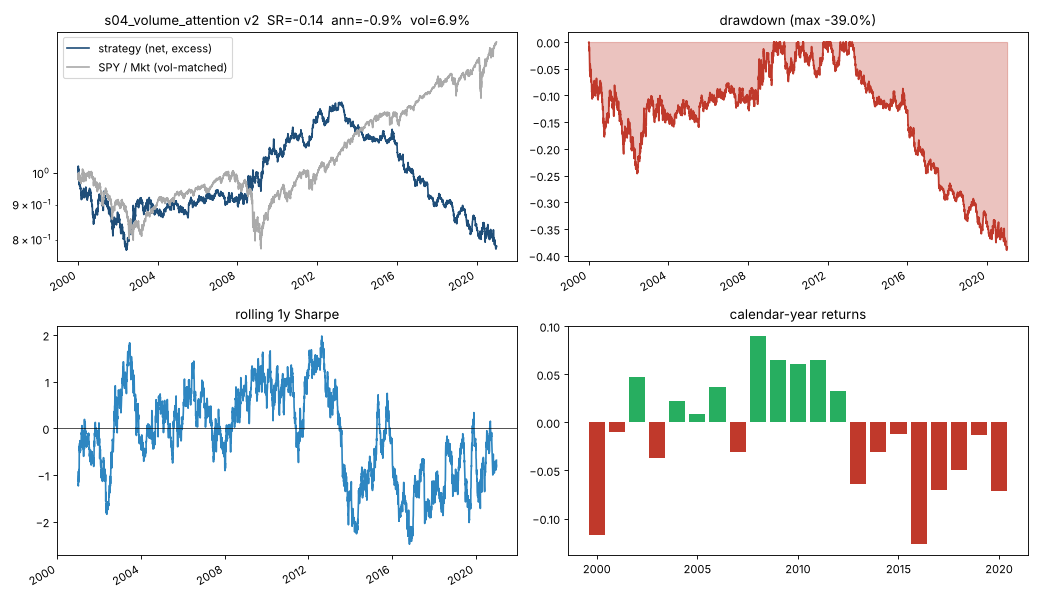 s04_volume_attention v2  SR=-0.14  ann=-0.9%  vol=6.9%
strategy (net, excess)
SPY / Mkt (vol-matched)
10⁰
9 × 10⁻¹
8 × 10⁻¹
2000 2004 2008 2012 2016 2020
drawdown (max -39.0%)
0.00
−0.05
−0.10
−0.15
−0.20
−0.25
−0.30
−0.35
−0.40
2000 2004 2008 2012 2016 2020
rolling 1y Sharpe
2
1
0
−1
−2
2000 2004 2008 2012 2016 2020
calendar-year returns
0.10
0.05
0.00
−0.05
−0.10
2000 2005 2010 2015 2020